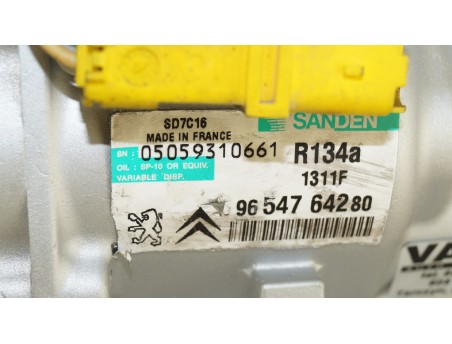 SANDEN
SD7C16
MADE IN FRANCE
SN: 05059310661 R134a
OIL : SP-10 OR EQUIV.
VARIABLE DISP.
1311F
96 547 642 80
VA